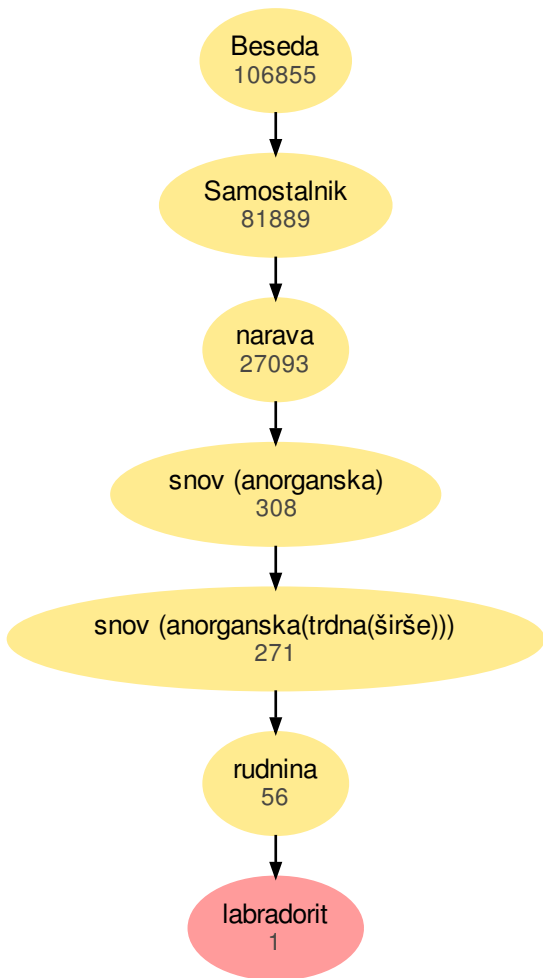 Beseda
106855
Samostalnik
81889
narava
27093
snov (anorganska)
308
snov (anorganska(trdna(širše)))
271
rudnina
56
labradorit
1